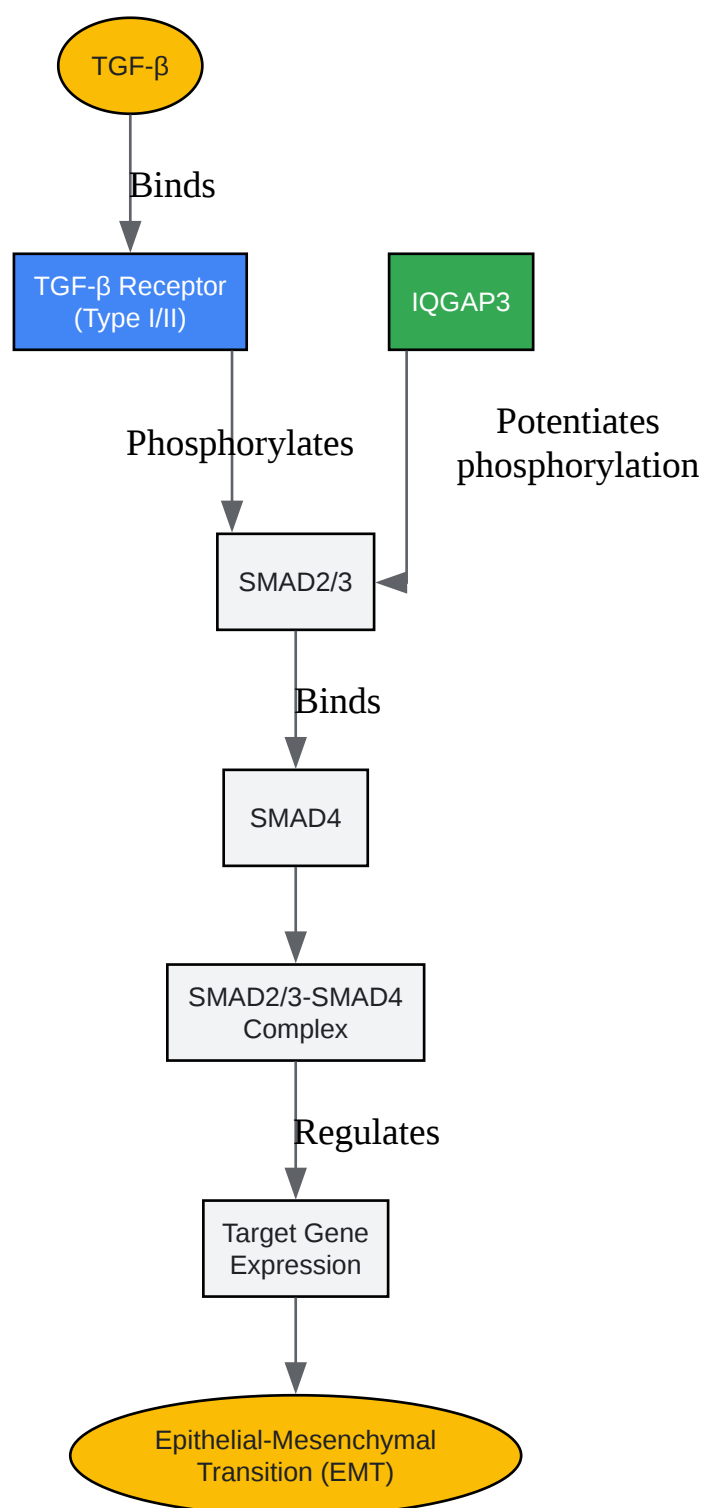 TGF-β
Binds
TGF-β Receptor
(Type I/II)
IQGAP3
Phosphorylates
Potentiates
phosphorylation
SMAD2/3
Binds
SMAD4
SMAD2/3-SMAD4
Complex
Regulates
Target Gene
Expression
Epithelial-Mesenchymal
Transition (EMT)